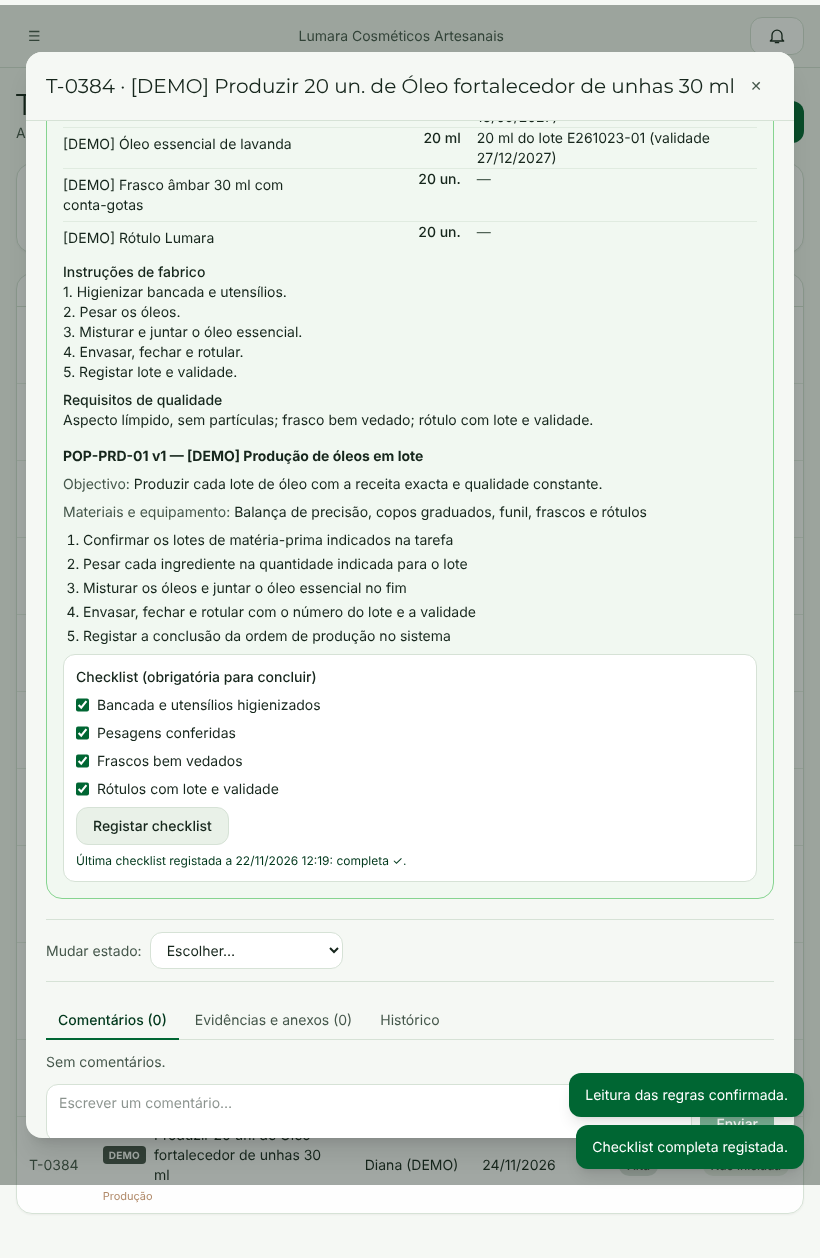 Lumara Cosméticos Artesanais
T-0384 · [DEMO] Produzir 20 un. de Óleo fortalecedor de unhas 30 ml ×
[DEMO] Óleo essencial de lavanda 20 ml 20 ml do lote E261023-01 (validade
27/12/2027)
[DEMO] Frasco âmbar 30 ml com 20 un. —
conta-gotas
[DEMO] Rótulo Lumara 20 un. —
Instruções de fabrico
1. Higienizar bancada e utensílios.
2. Pesar os óleos.
3. Misturar e juntar o óleo essencial.
4. Envasar, fechar e rotular.
5. Registar lote e validade.
Requisitos de qualidade
Aspecto límpido, sem partículas; frasco bem vedado; rótulo com lote e validade.
POP-PRD-01 v1 — [DEMO] Produção de óleos em lote
Objectivo: Produzir cada lote de óleo com a receita exacta e qualidade constante.
Materiais e equipamento: Balança de precisão, copos graduados, funil, frascos e rótulos
1. Confirmar os lotes de matéria-prima indicados na tarefa
2. Pesar cada ingrediente na quantidade indicada para o lote
3. Misturar os óleos e juntar o óleo essencial no fim
4. Envasar, fechar e rotular com o número do lote e a validade
5. Registar a conclusão da ordem de produção no sistema
Checklist (obrigatória para concluir)
Bancada e utensílios higienizados
Pesagens conferidas
Frascos bem vedados
Rótulos com lote e validade
Registar checklist
Última checklist registada a 22/11/2026 12:19: completa ✓.
Mudar estado: Escolher...
Comentários (0) Evidências e anexos (0) Histórico
Sem comentários.
Escrever um comentário...
Leitura das regras confirmada.
Enviar
Checklist completa registada.
Produzir 20 un. de Óleo
T-0384 DEMO fortalecedor de unhas 30 Diana (DEMO) 24/11/2026
ml
Produção